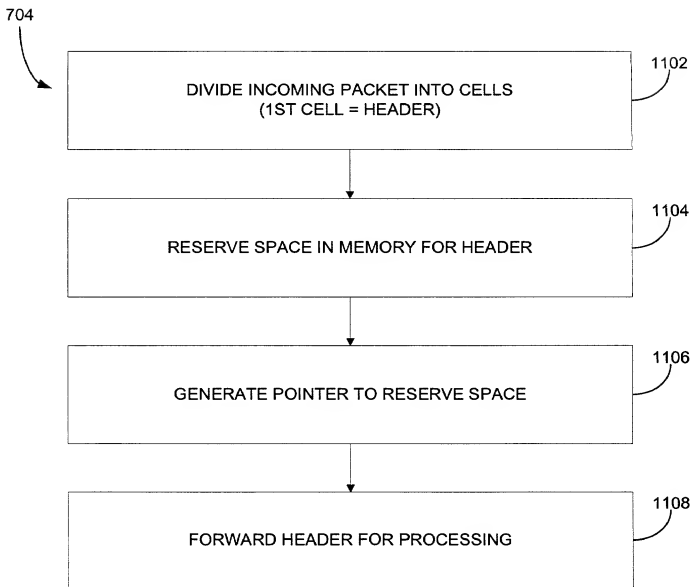 704
DIVIDE INCOMING PACKET INTO CELLS
(1ST CELL = HEADER)
1102
RESERVE SPACE IN MEMORY FOR HEADER
1104
GENERATE POINTER TO RESERVE SPACE
1106
FORWARD HEADER FOR PROCESSING
1108